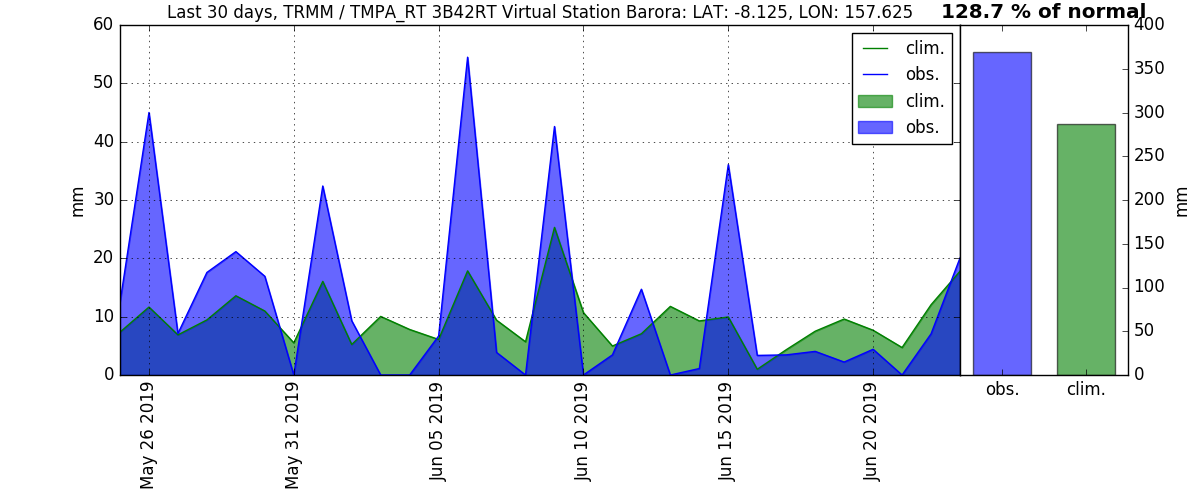 Last 30 days, TRMM / TMPA_RT 3B42RT Virtual Station Barora: LAT: -8.125, LON: 157.625
128.7 % of normal
60
50
40
30
20
10
0
mm
clim.
obs.
clim.
obs.
400
350
300
250
200
150
100
50
0
mm
May 26 2019
May 31 2019
Jun 05 2019
Jun 10 2019
Jun 15 2019
Jun 20 2019
obs.
clim.